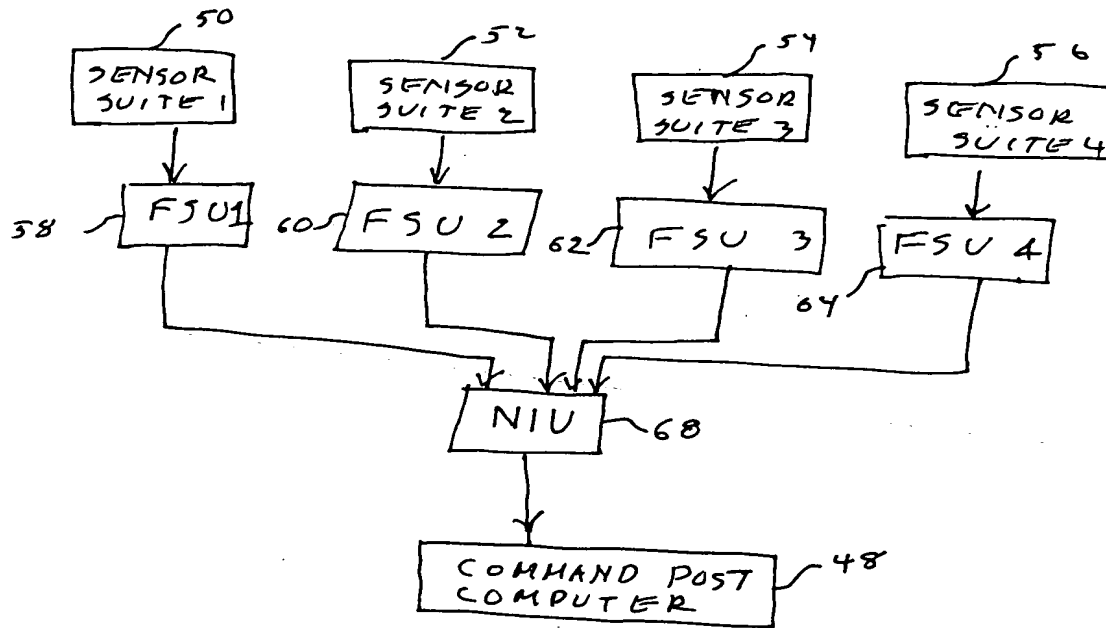 50
52
54
56
SENSOR
SUITE 1
SENSOR
SUITE 2
SENSOR
SUITE 3
SENSOR
SUITE 4
58
FSU1
60
FSU 2
62
FSU 3
64
FSU 4
NIU
68
COMMAND POST
COMPUTER
48